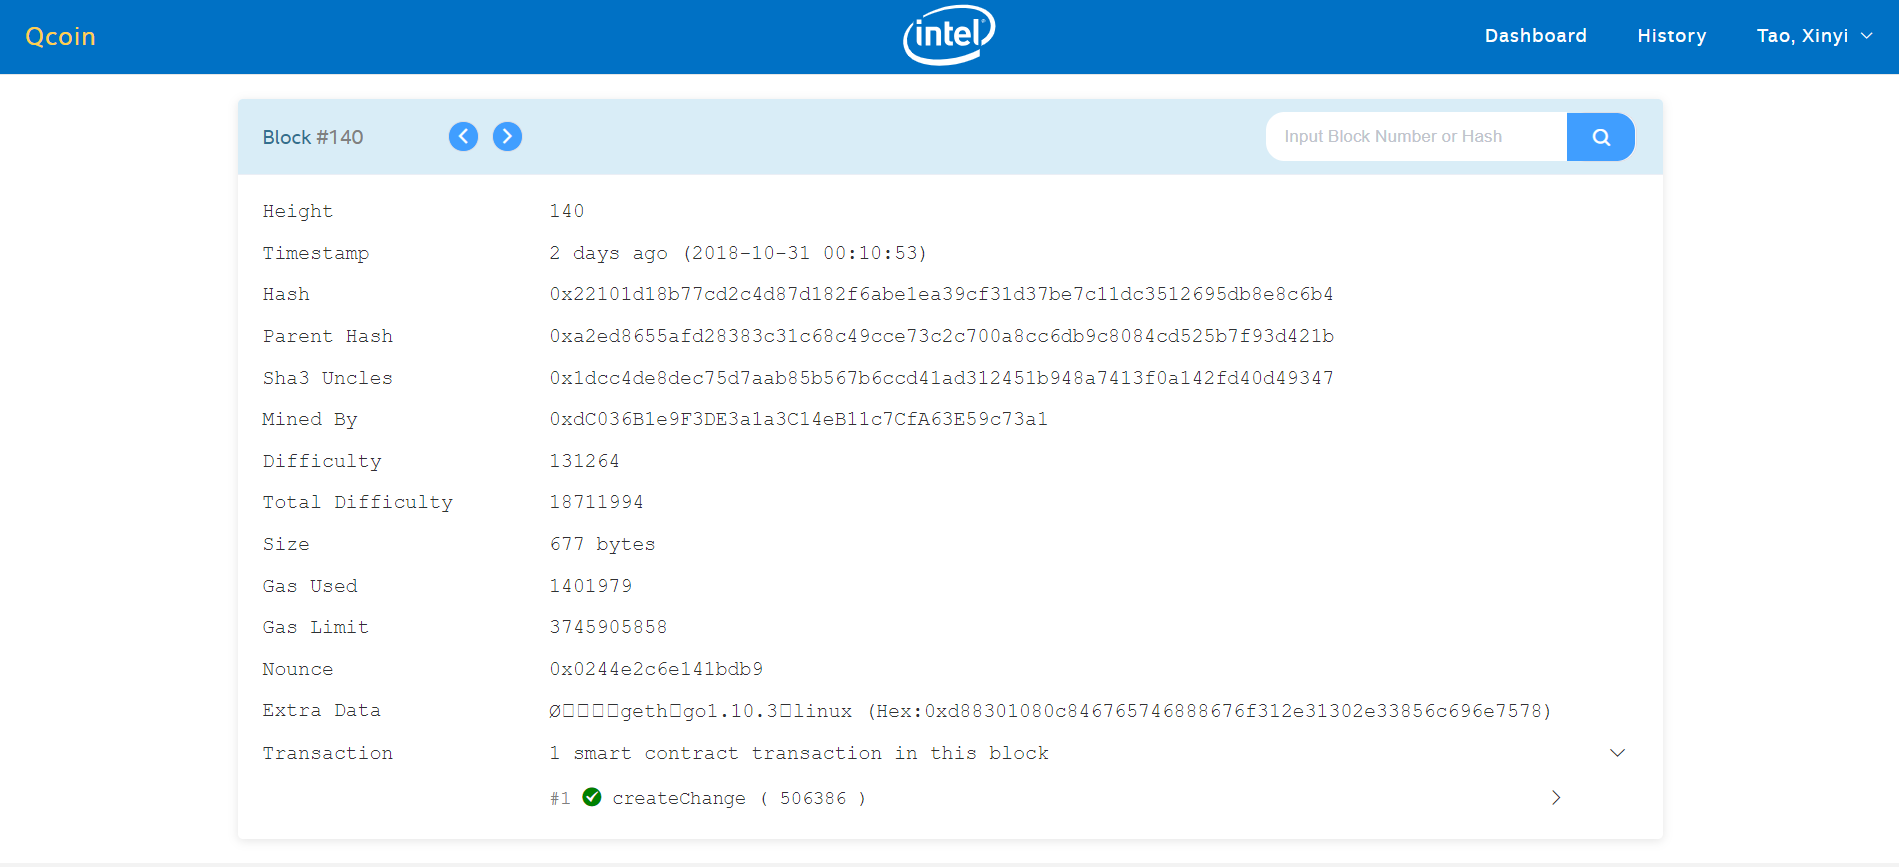 Qcoin
intel
Dashboard History Tao, Xinyi
Block #140
Input Block Number or Hash
Height 140
Timestamp 2 days ago (2018-10-31 00:10:53)
Hash 0x22101d18b77cd2c4d87d182f6abe1ea39cf31d37be7c11dc3512695db8e8c6b4
Parent Hash 0xa2ed8655afd28383c31c68c49cce73c2c700a8cc6db9c8084cd525b7f93d421b
Sha3 Uncles 0x1dcc4de8dec75d7aab85b567b6ccd41ad312451b948a7413f0a142fd40d49347
Mined By 0xdC036B1e9F3DE3a1a3C14eB11c7CfA63E59c73a1
Difficulty 131264
Total Difficulty 18711994
Size 677 bytes
Gas Used 1401979
Gas Limit 3745905858
Nounce 0x0244e2c6e141bdb9
Extra Data Ø□□□□geth□go1.10.3□linux (Hex:0xd88301080c846765746888676f312e31302e33856c696e7578)
Transaction 1 smart contract transaction in this block
#1 createChange ( 506386 )